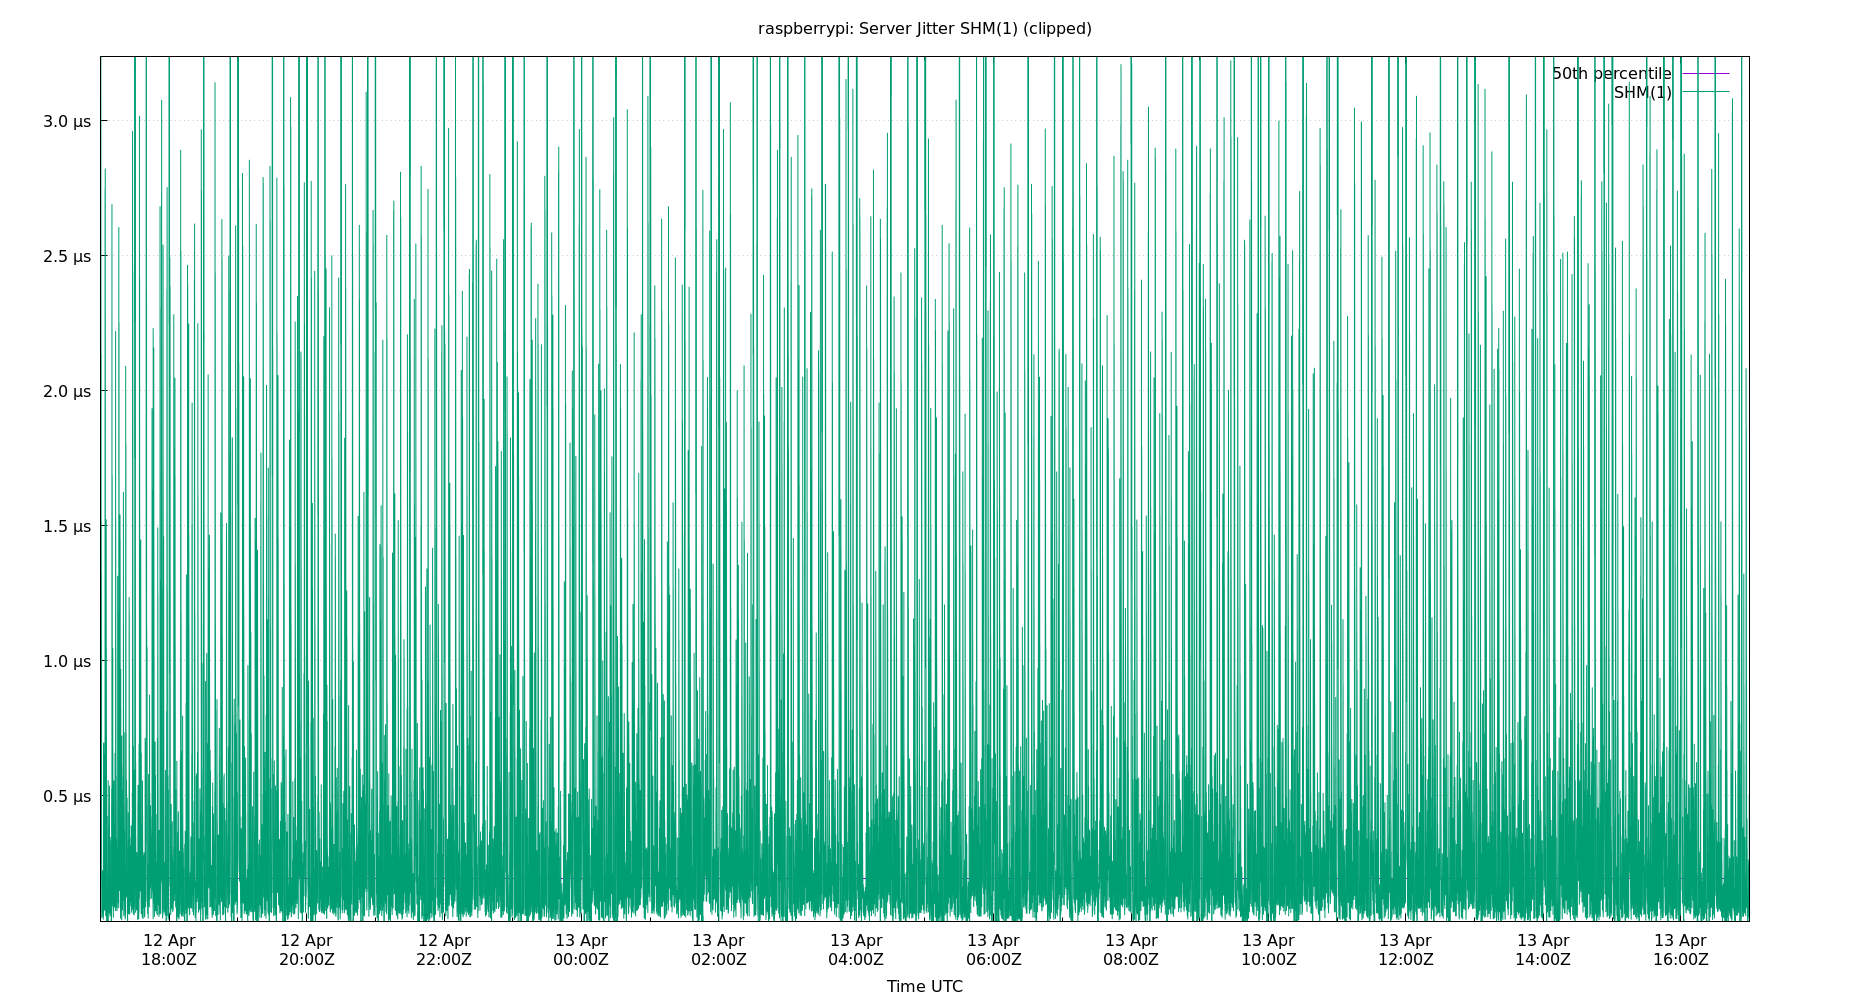 raspberrypi: Server Jitter SHM(1) (clipped)
50th percentile
SHM(1)
3.0 µs
2.5 µs
2.0 µs
1.5 µs
1.0 µs
0.5 µs
12 Apr 12 Apr 12 Apr 13 Apr 13 Apr 13 Apr 13 Apr 13 Apr 13 Apr 13 Apr 13 Apr 13 Apr
18:00Z 20:00Z 22:00Z 00:00Z 02:00Z 04:00Z 06:00Z 08:00Z 10:00Z 12:00Z 14:00Z 16:00Z
Time UTC